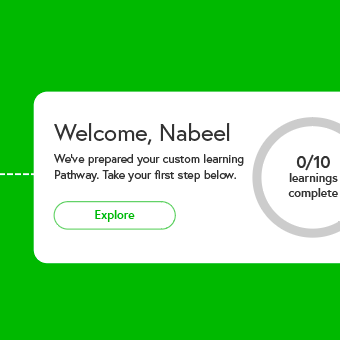 Welcome, Nabeel
We've prepared your custom learning
Pathway. Take your first step below.
Explore
0/10
learnings
complete